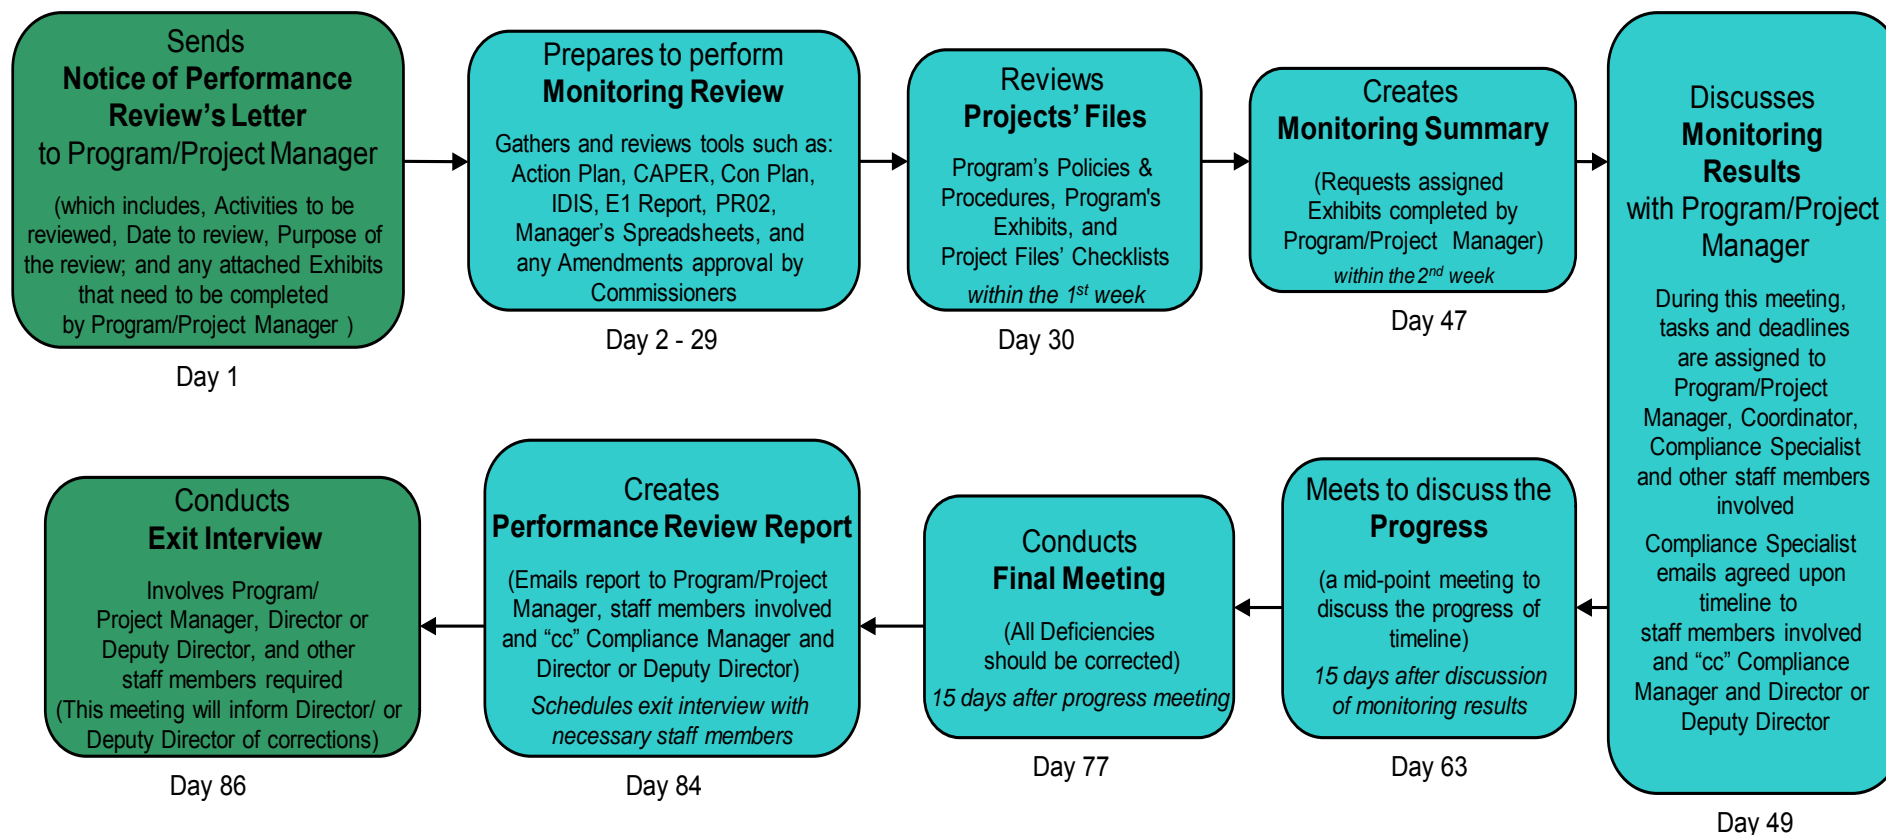 Sends
Notice of Performance
Review's Letter
to Program/Project Manager
(which includes, Activities to be
reviewed, Date to review, Purpose of
the review; and any attached Exhibits
that need to be completed
by Program/Project Manager )
Day 1
Prepares to perform
Monitoring Review
Gathers and reviews tools such as:
Action Plan, CAPER, Con Plan,
IDIS, E1 Report, PR02,
Manager's Spreadsheets, and
any Amendments approval by
Commissioners
Day 2 - 29
Reviews
Projects' Files
Program's Policies &
Procedures, Program's
Exhibits, and
Project Files' Checklists
within the 1st week
Day 30
Creates
Monitoring Summary
(Requests assigned
Exhibits completed by
Program/Project Manager)
within the 2nd week
Day 47
Discusses
Monitoring
Results
with Program/Project
Manager
During this meeting,
tasks and deadlines
are assigned to
Program/Project
Manager, Coordinator,
Compliance Specialist
and other staff members
involved
Compliance Specialist
emails agreed upon
timeline to
staff members involved
and "cc" Compliance
Manager and Director or
Deputy Director
Day 49
Meets to discuss the
Progress
(a mid-point meeting to
discuss the progress of
timeline)
15 days after discussion
of monitoring results
Day 63
Conducts
Final Meeting
(All Deficiencies
should be corrected)
15 days after progress meeting
Day 77
Creates
Performance Review Report
(Emails report to Program/Project
Manager, staff members involved
and "cc" Compliance Manager and
Director or Deputy Director)
Schedules exit interview with
necessary staff members
Day 84
Conducts
Exit Interview
Involves Program/
Project Manager, Director or
Deputy Director, and other
staff members required
(This meeting will inform Director/ or
Deputy Director of corrections)
Day 86